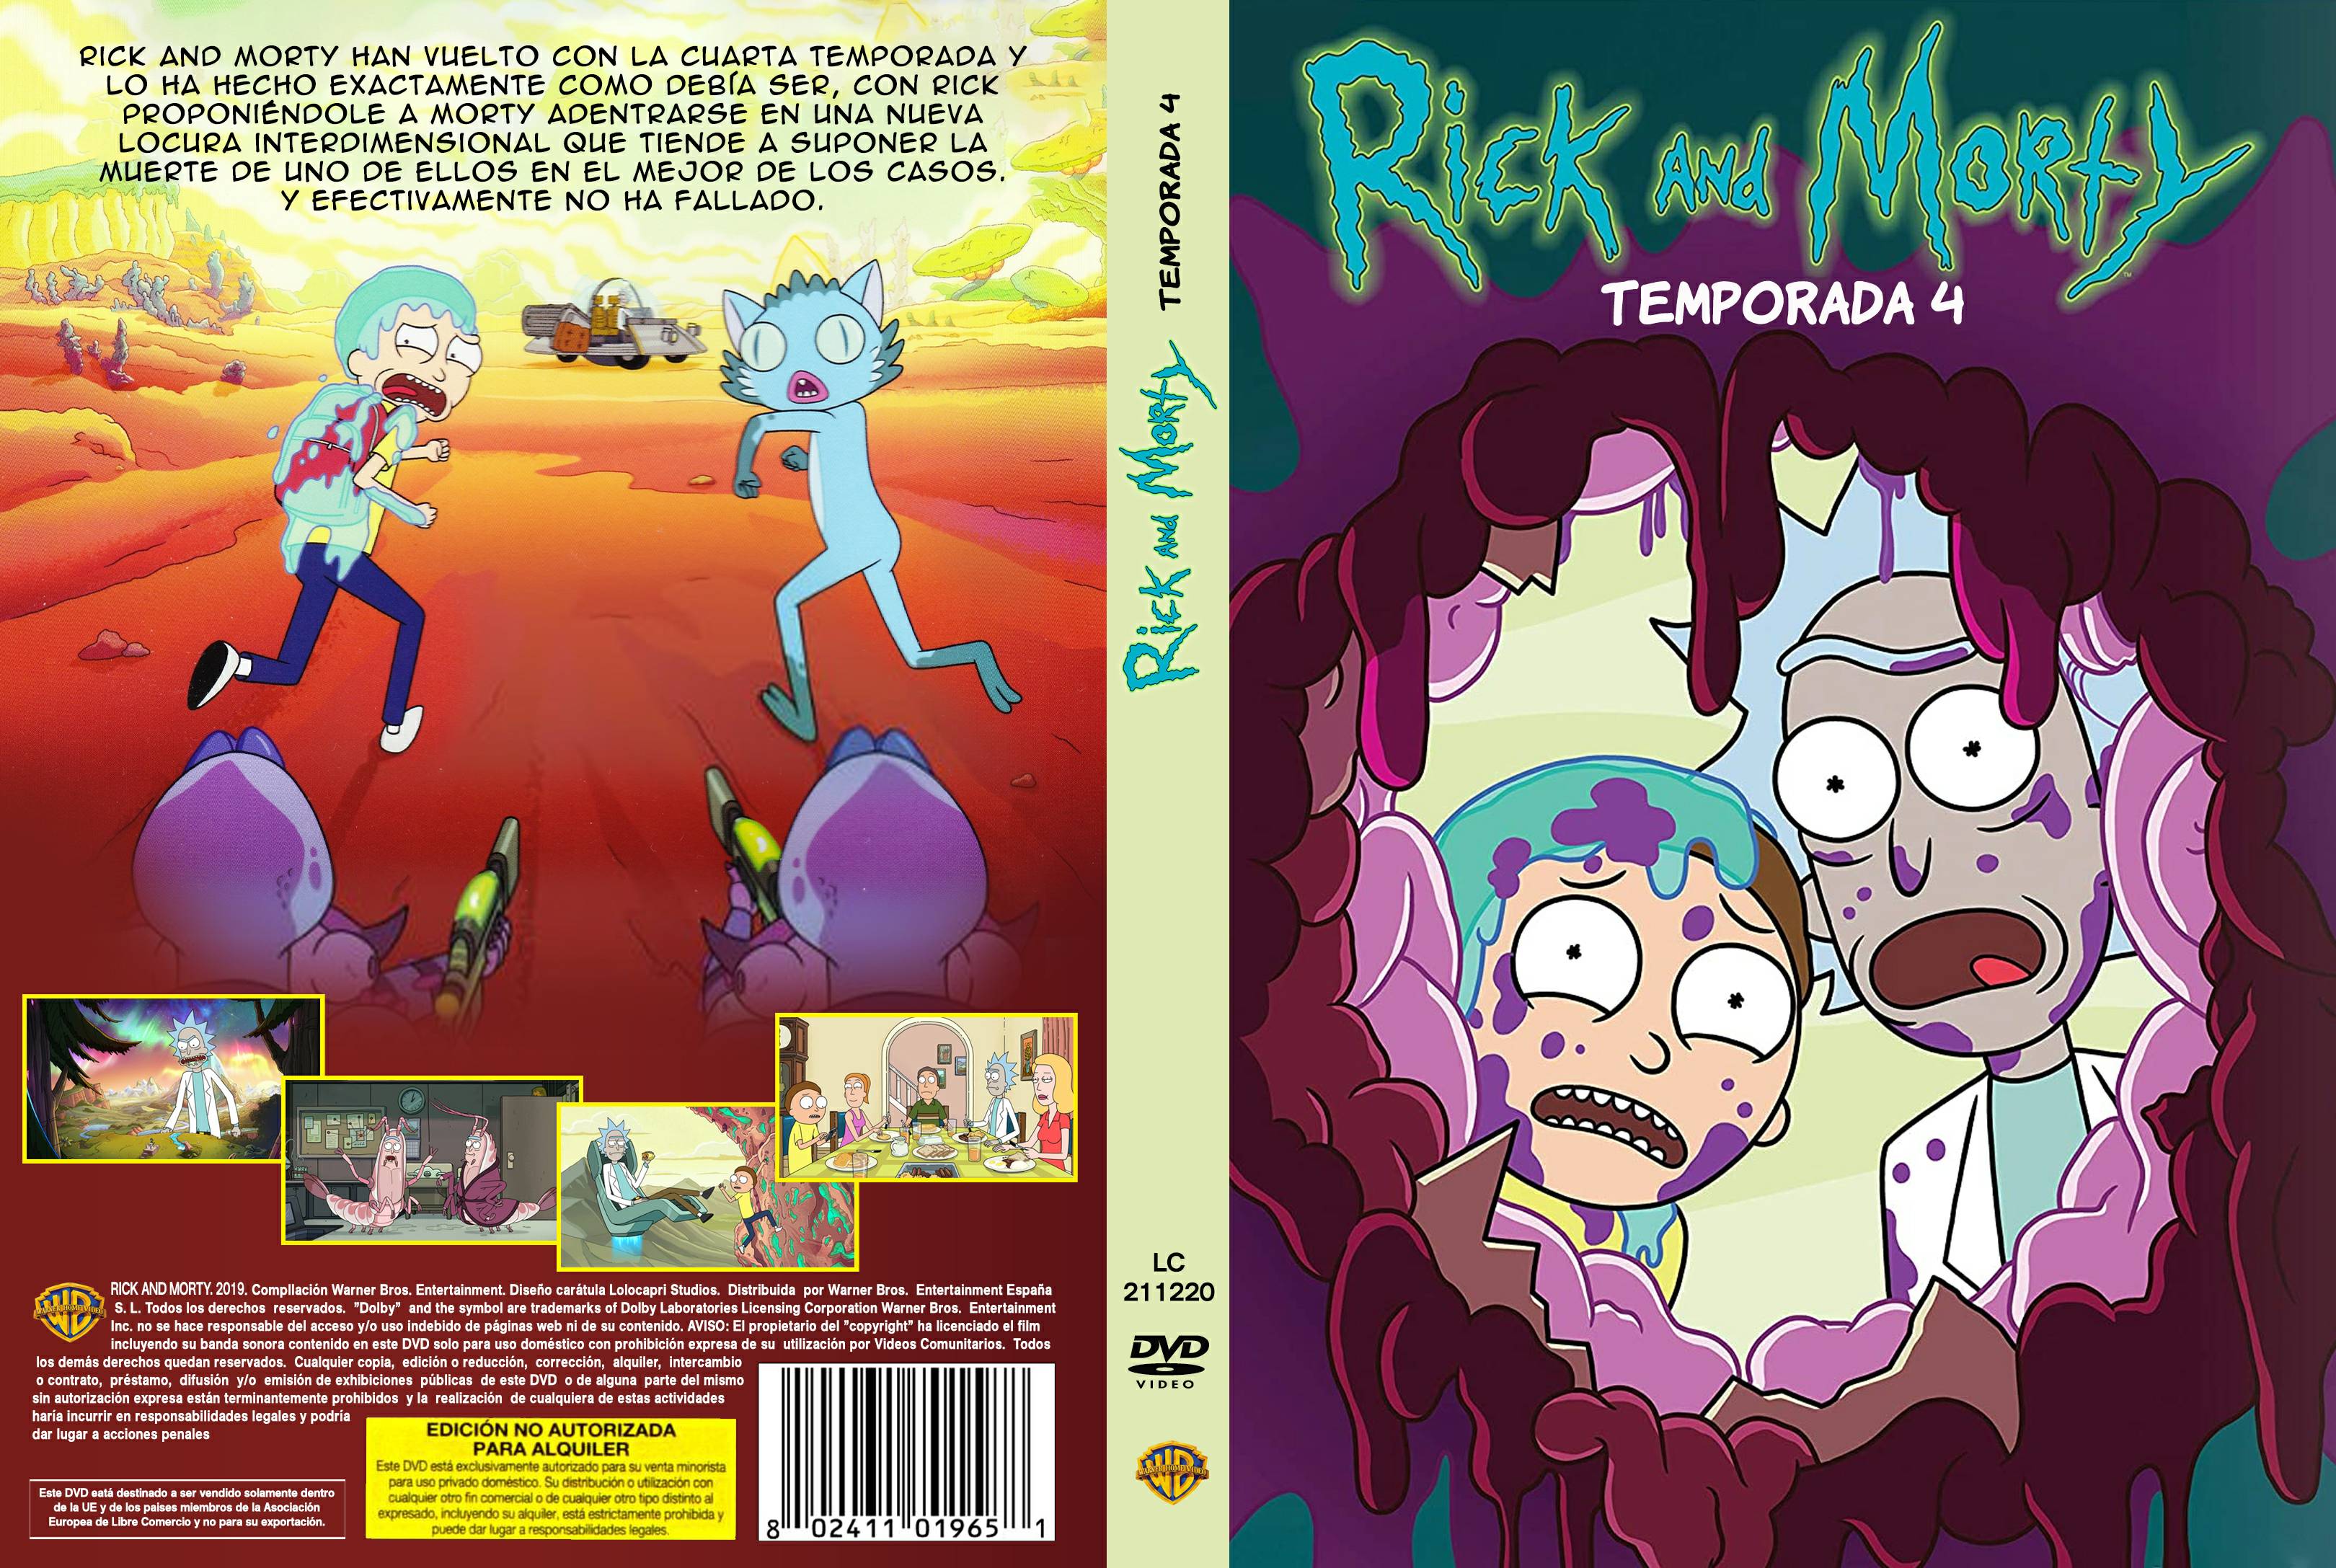 RICK AND MORTY HAN VUELTO CON LA CUARTA TEMPORADA Y
LO HA HECHO EXACTAMENTE COMO DEBÍA SER, CON RICK
PROPONIÉNDOLE A MORTY ADENTRARSE EN UNA NUEVA
LOCURA INTERDIMENSIONAL QUE TIENDE A SUPONER LA
MUERTE DE UNO DE ELLOS EN EL MEJOR DE LOS CASOS.
Y EFECTIVAMENTE NO HA FALLADO.
RICK AND MORTY. 2019. Compilación Warner Bros. Entertainment. Diseño carátula Lolocapri Studios. Distribuida por Warner Bros. Entertainment España
S. L. Todos los derechos reservados. "Dolby" and the symbol are trademarks of Dolby Laboratories Licensing Corporation Warner Bros. Entertainment
Inc. no se hace responsable del acceso y/o uso indebido de páginas web ni de su contenido. AVISO: El propietario del "copyright" ha licenciado el film
incluyendo su banda sonora contenido en este DVD solo para uso doméstico con prohibición expresa de su utilización por Videos Comunitarios. Todos
los demás derechos quedan reservados. Cualquier copia, edición o reducción, corrección, alquiler, intercambio
o contrato, préstamo, difusión y/o emisión de exhibiciones públicas de este DVD o de alguna parte del mismo
sin autorización expresa están terminantemente prohibidos y la realización de cualquiera de estas actividades
haría incurrir en responsabilidades legales y podría
dar lugar a acciones penales
EDICIÓN NO AUTORIZADA
PARA ALQUILER
Este DVD está exclusivamente autorizado para su venta minorista
para uso privado doméstico. Su distribución o utilización con
cualquier otro fin comercial o de cualquier otro tipo distinto al
expresado, incluyendo su alquiler, está estrictamente prohibida y
puede dar lugar a responsabilidades legales.
Este DVD eatá destinado a ser vendido solamente dentro
de la UE y de los paises miembros de la Asociación
Europea de Libre Comercio y no para su exportación.
8 02411 01965 1
TEMPORADA 4
RICK AND MORTY
LC
211220
DVD
VIDEO
WB
RICK AND MORTY
TM
TEMPORADA 4